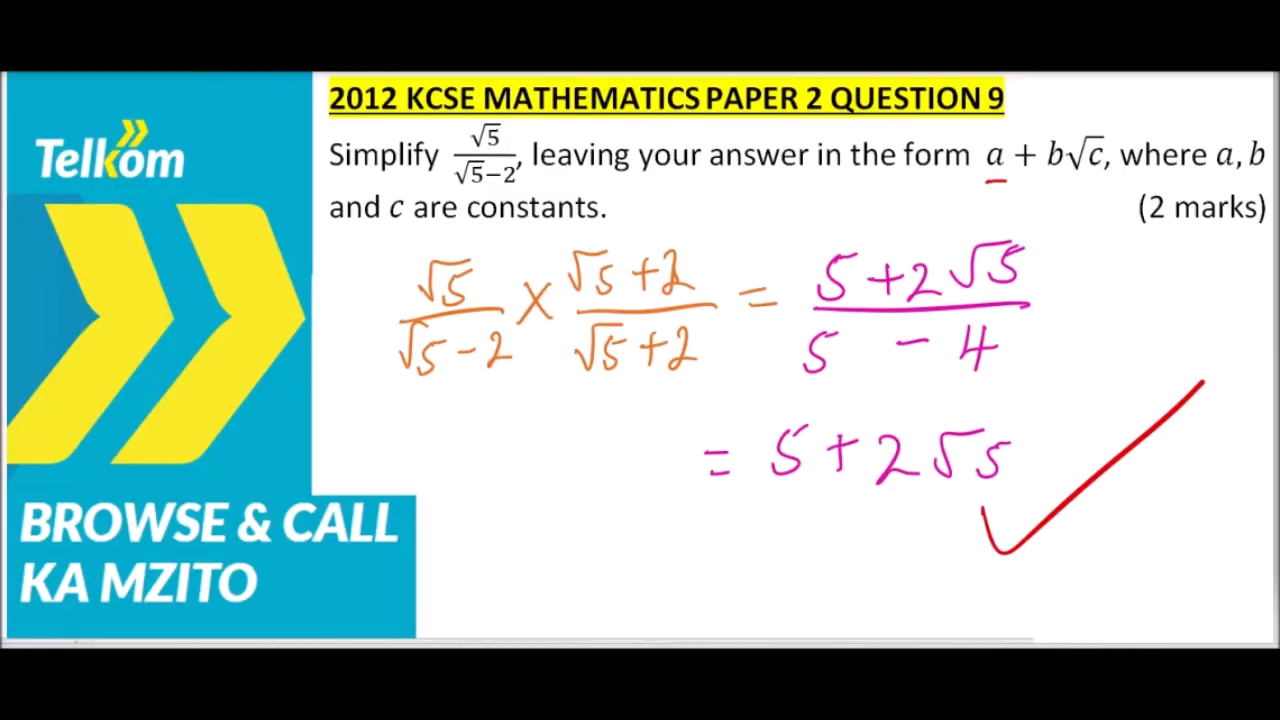 2012 KCSE MATHEMATICS PAPER 2 QUESTION 9
Telkom
Simplify √5/(√5−2), leaving your answer in the form a + b√c, where a, b
and c are constants. (2 marks)
√5/(√5−2) × (√5+2)/(√5+2) = (5+2√5)/(5 − 4)
= 5+2√5
BROWSE & CALL
KA MZITO